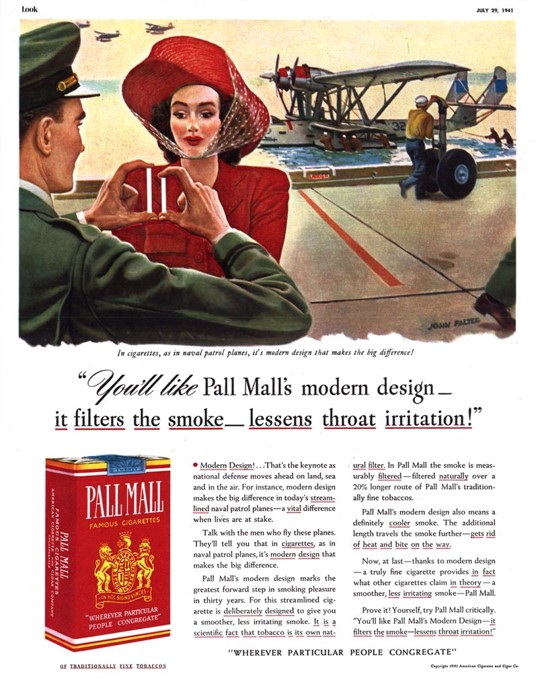 Look
JULY 29, 1941
JOHN FALTER
In cigarettes, as in naval patrol planes, it's modern design that makes the big difference!
"You'll like Pall Mall's modern design—
it filters the smoke—lessens throat irritation!"
PALL MALL
FAMOUS CIGARETTES
IN HOC SIGNO VINCES
"WHEREVER PARTICULAR
PEOPLE CONGREGATE"
PALL MALL
FAMOUS CIGARETTES
OF TRADITIONALLY FINE TOBACCOS
• Modern Design!...That's the keynote as
national defense moves ahead on land, sea
and in the air. For instance, modern design
makes the big difference in today's stream-
lined naval patrol planes—a vital difference
when lives are at stake.
Talk with the men who fly these planes.
They'll tell you that in cigarettes, as in
naval patrol planes, it's modern design that
makes the big difference.
Pall Mall's modern design marks the
greatest forward step in smoking pleasure
in thirty years. For this streamlined cig-
arette is deliberately designed to give you
a smoother, less irritating smoke. It is a
scientific fact that tobacco is its own nat-
ural filter. In Pall Mall the smoke is meas-
urably filtered—filtered naturally over a
20% longer route of Pall Mall's tradition-
ally fine tobaccos.
Pall Mall's modern design also means a
definitely cooler smoke. The additional
length travels the smoke further—gets rid
of heat and bite on the way.
Now, at last—thanks to modern design
—a truly fine cigarette provides in fact
what other cigarettes claim in theory—a
smoother, less irritating smoke—Pall Mall.
Prove it! Yourself, try Pall Mall critically.
"You'll like Pall Mall's Modern Design—it
filters the smoke—lessens throat irritation!"
"WHEREVER PARTICULAR PEOPLE CONGREGATE"
Copyright 1941 American Cigarette and Cigar Co.